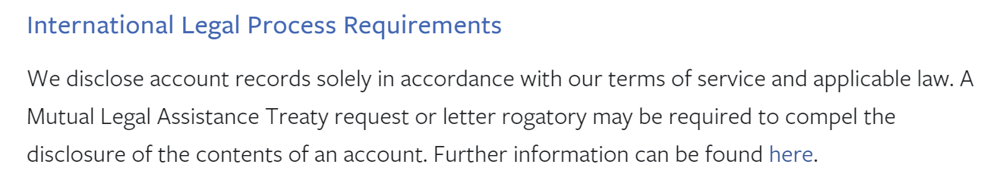 International Legal Process Requirements
We disclose account records solely in accordance with our terms of service and applicable law. A
Mutual Legal Assistance Treaty request or letter rogatory may be required to compel the
disclosure of the contents of an account. Further information can be found here.